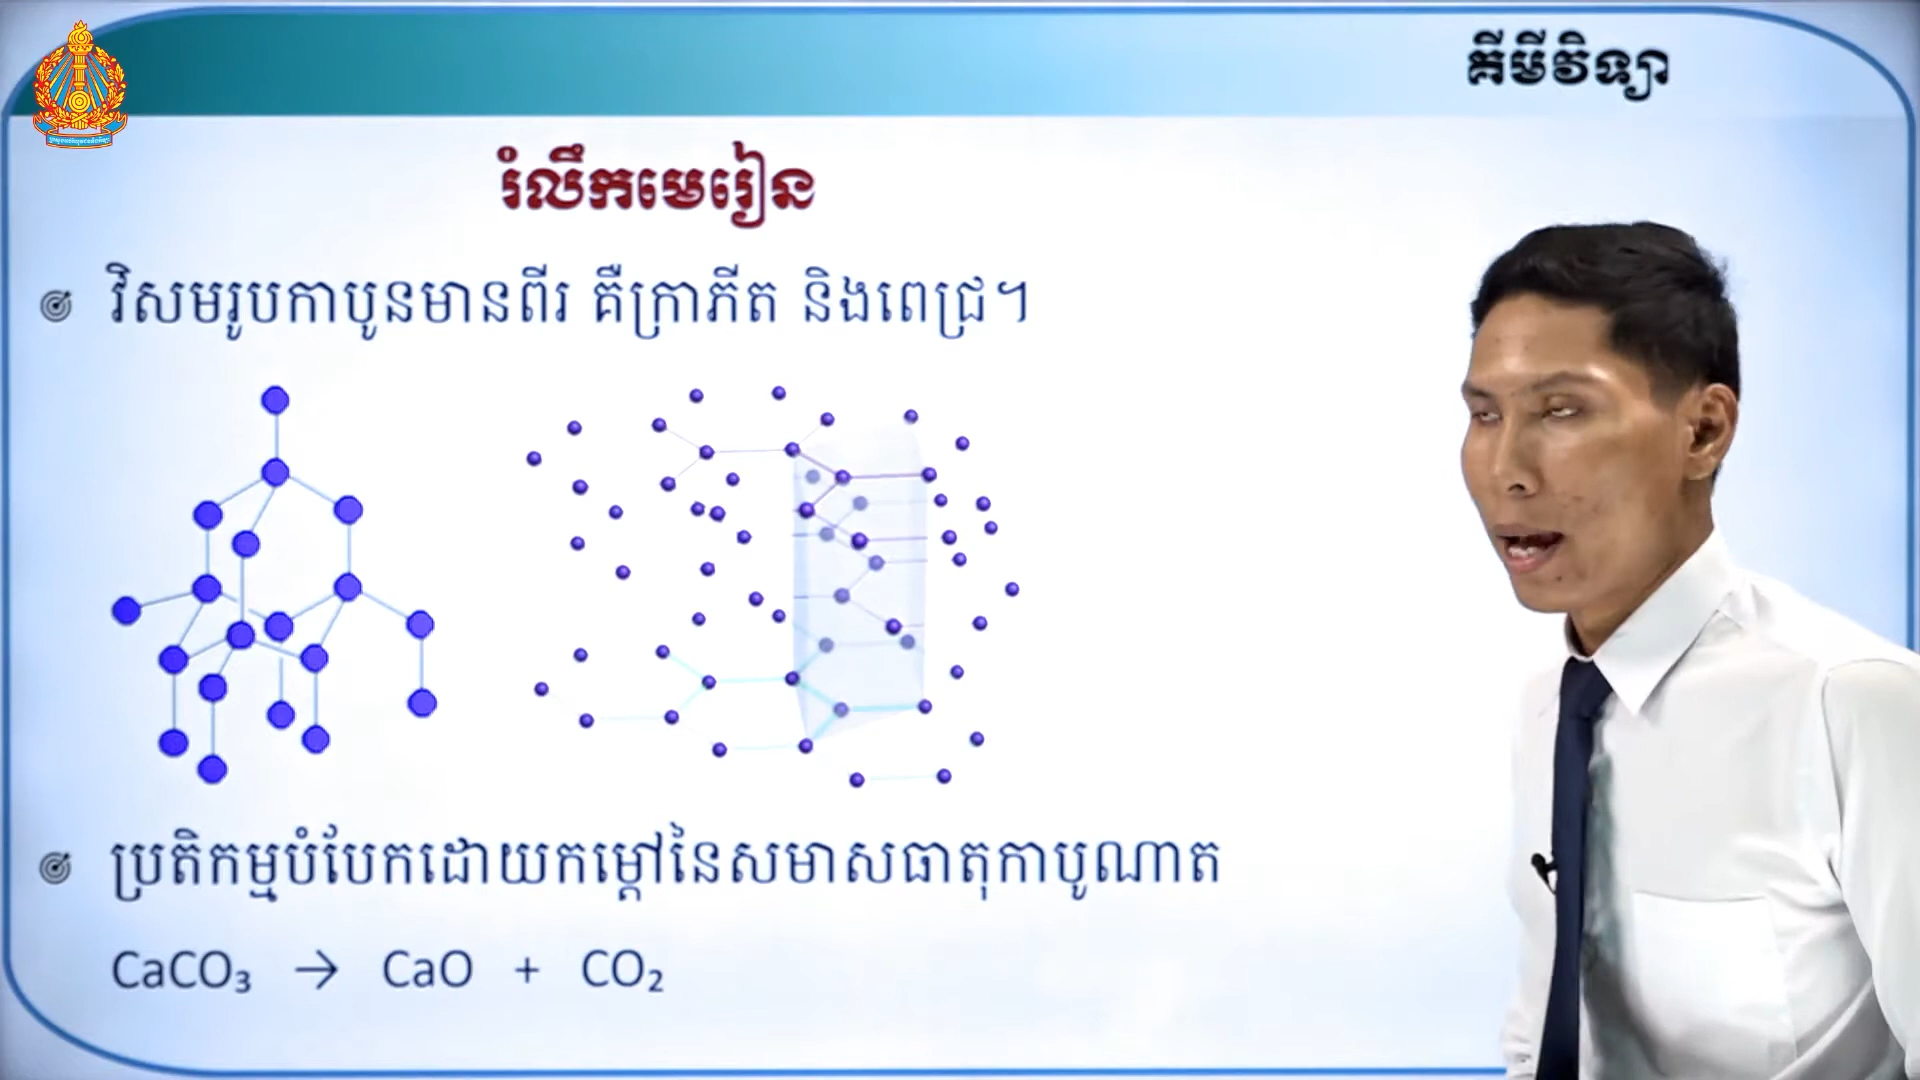 គីមីវិទ្យា
រំលឹកមេរៀន
វិសមរូបកាបូនមានពីរ គឺក្រាភីត និងពេជ្រ។
ប្រតិកម្មបំបែកដោយកម្ដៅនៃសមាសធាតុកាបូណាត
CaCO₃ → CaO + CO₂